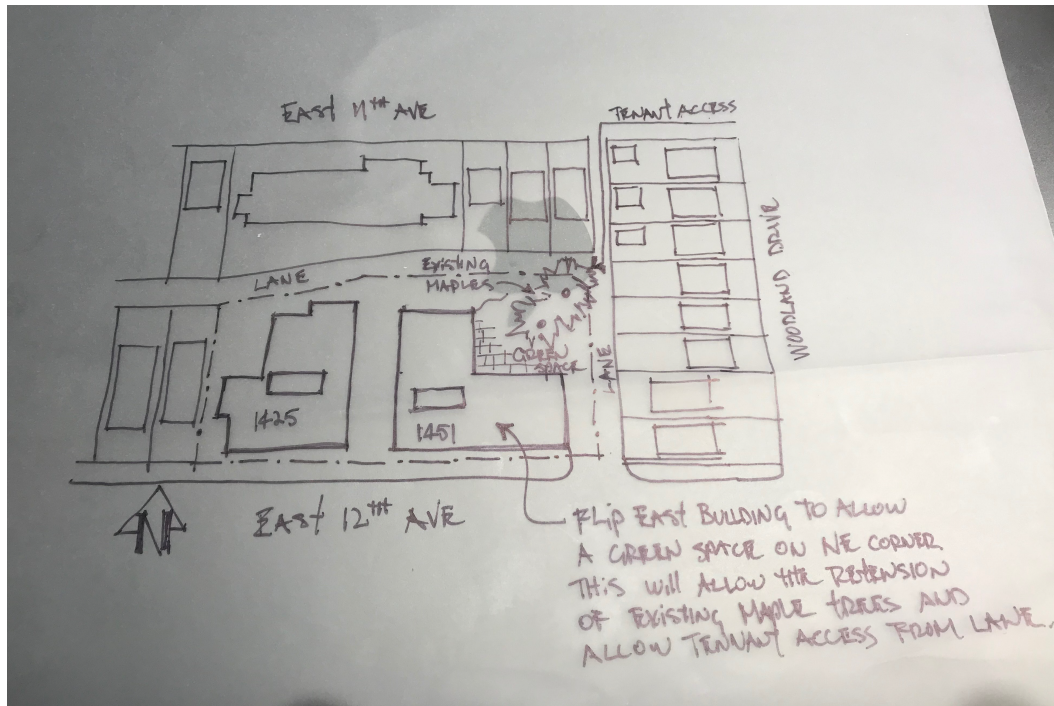 EAST 11TH AVE
TENANT ACCESS
LANE
EXISTING
MAPLES
GREEN
SPACE
LANE
WOODLAND DRIVE
1425
1451
N
EAST 12TH AVE
FLIP EAST BUILDING TO ALLOW
A GREEN SPACE ON NE CORNER
THIS WILL ALLOW THE RETENSION
OF EXISTING MAPLE TREES AND
ALLOW TENNANT ACCESS FROM LANE.